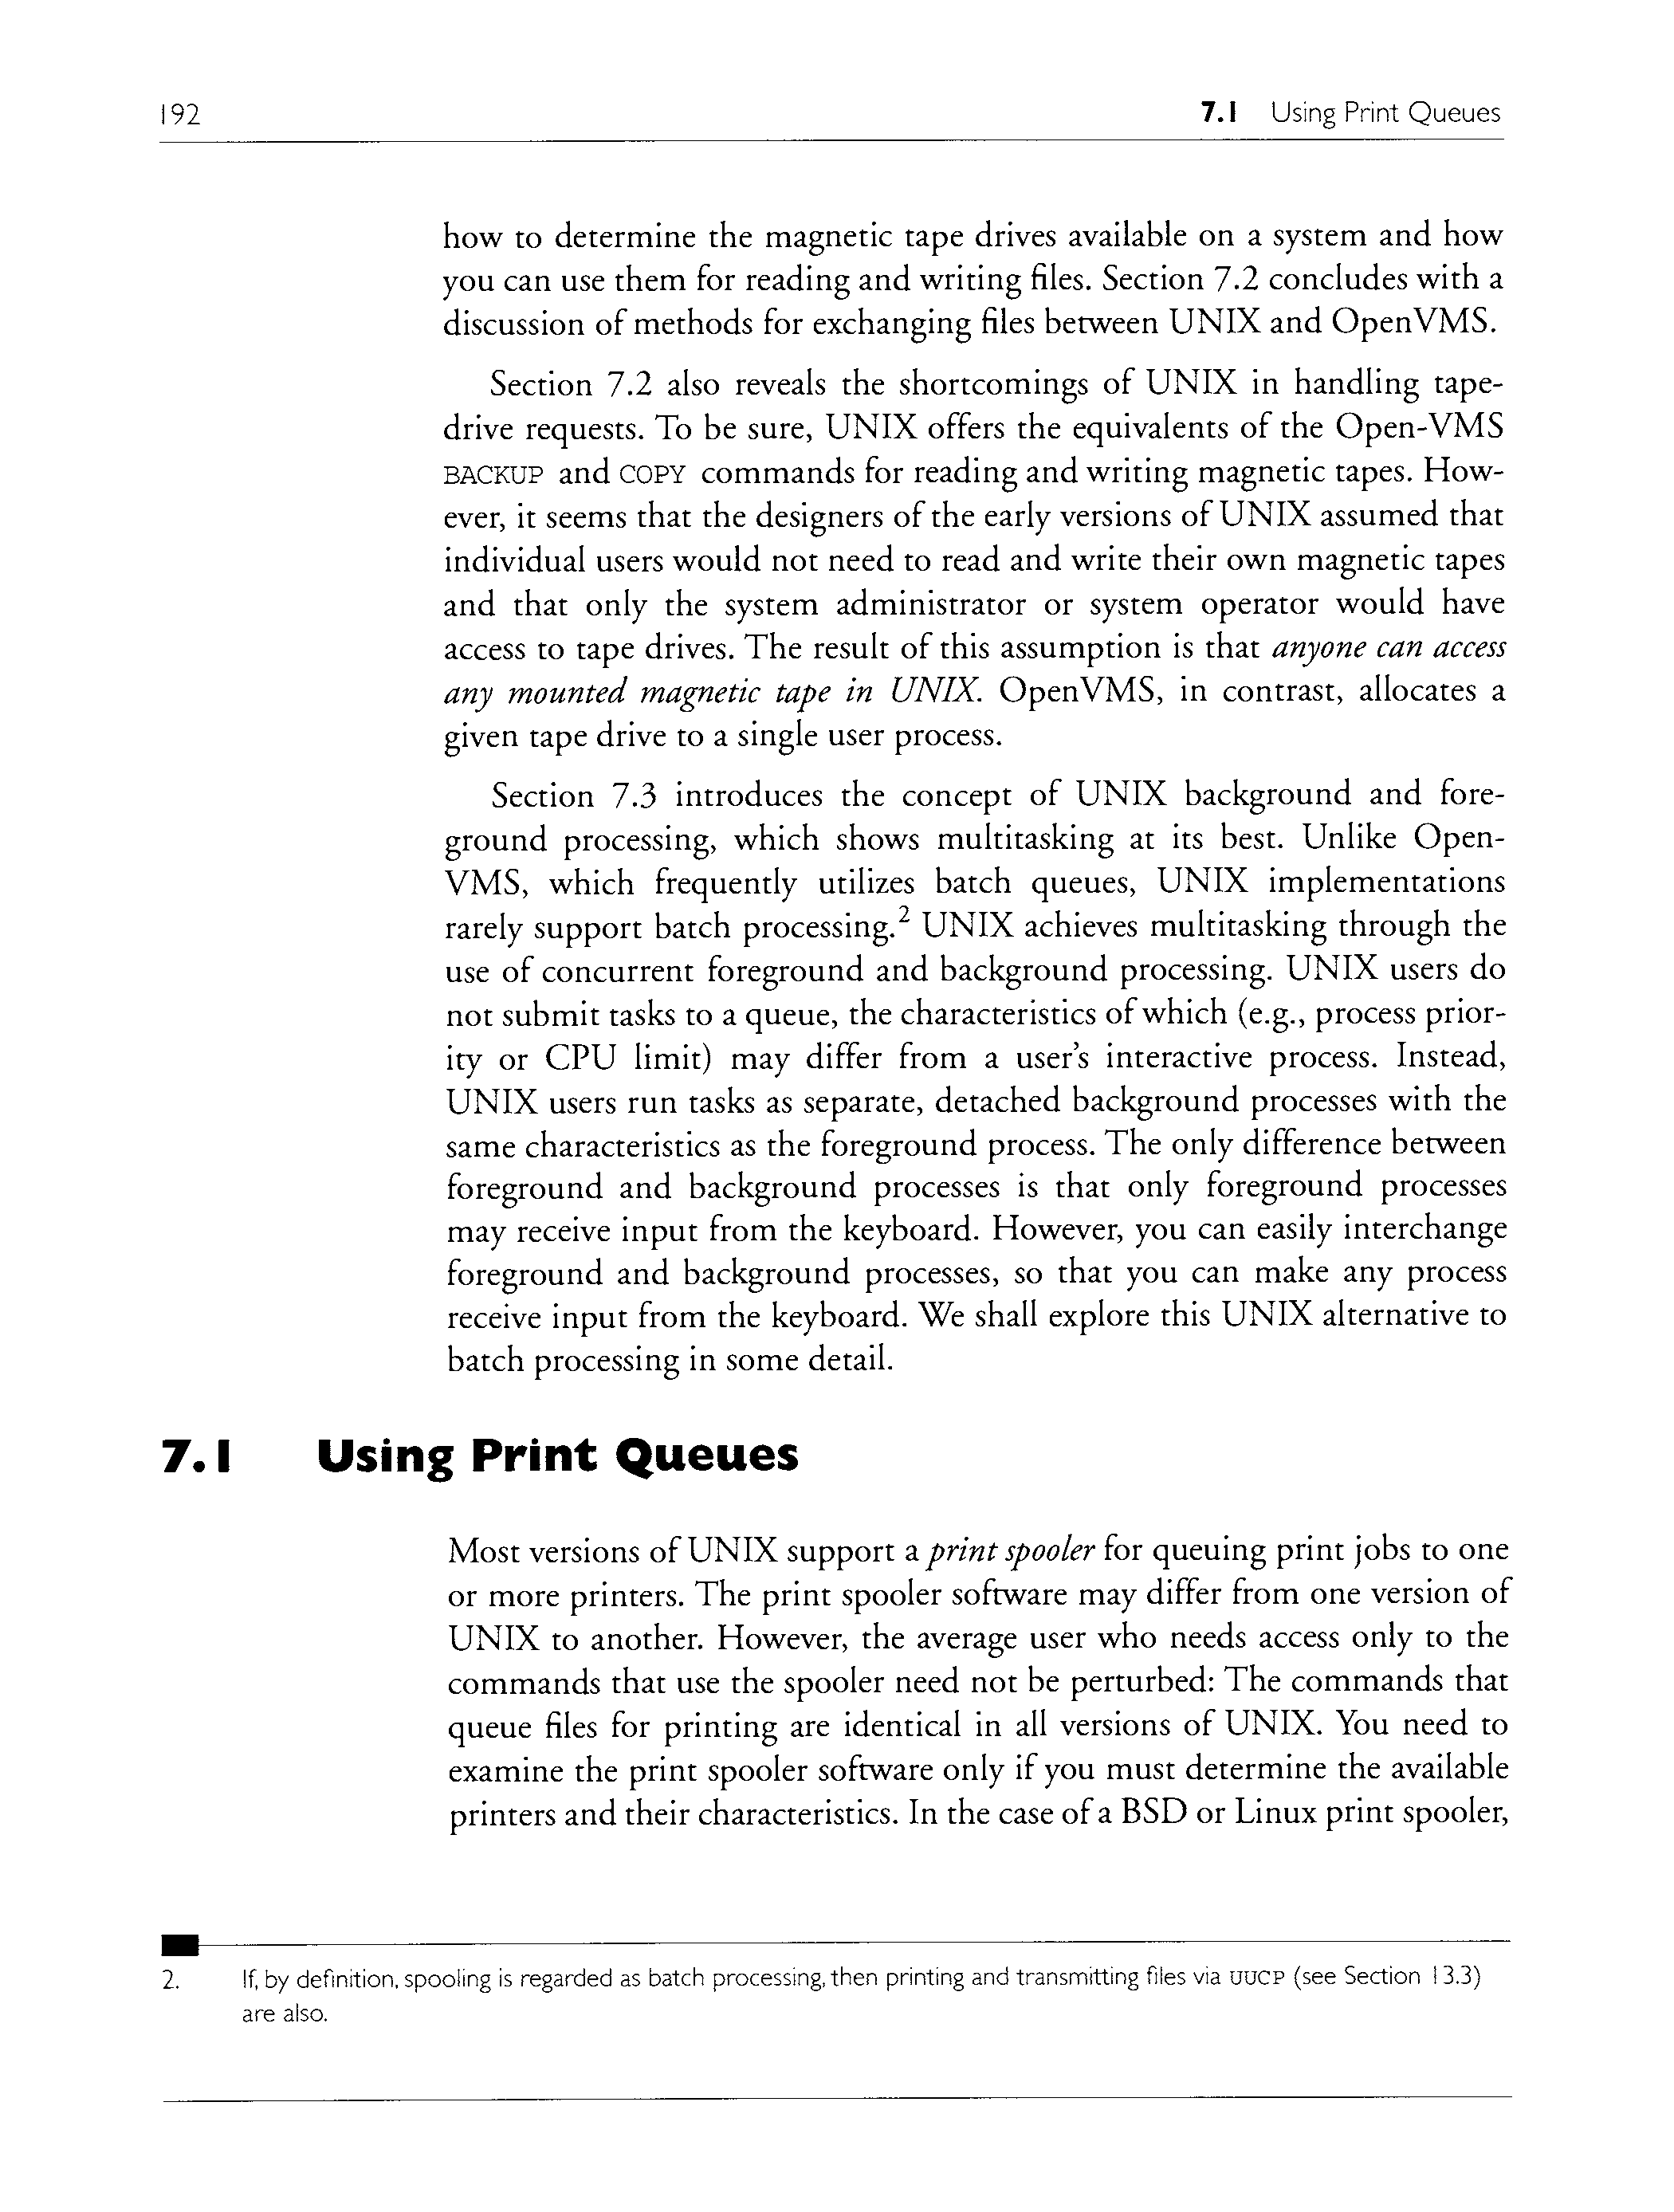 192
7.1 Using Print Queues
how to determine the magnetic tape drives available on a system and how
you can use them for reading and writing files. Section 7.2 concludes with a
discussion of methods for exchanging files between UNIX and OpenVMS.
Section 7.2 also reveals the shortcomings of UNIX in handling tape-
drive requests. To be sure, UNIX offers the equivalents of the Open-VMS
BACKUP and COPY commands for reading and writing magnetic tapes. How-
ever, it seems that the designers of the early versions of UNIX assumed that
individual users would not need to read and write their own magnetic tapes
and that only the system administrator or system operator would have
access to tape drives. The result of this assumption is that anyone can access
any mounted magnetic tape in UNIX. OpenVMS, in contrast, allocates a
given tape drive to a single user process.
Section 7.3 introduces the concept of UNIX background and fore-
ground processing, which shows multitasking at its best. Unlike Open-
VMS, which frequently utilizes batch queues, UNIX implementations
rarely support batch processing.² UNIX achieves multitasking through the
use of concurrent foreground and background processing. UNIX users do
not submit tasks to a queue, the characteristics of which (e.g., process prior-
ity or CPU limit) may differ from a user's interactive process. Instead,
UNIX users run tasks as separate, detached background processes with the
same characteristics as the foreground process. The only difference between
foreground and background processes is that only foreground processes
may receive input from the keyboard. However, you can easily interchange
foreground and background processes, so that you can make any process
receive input from the keyboard. We shall explore this UNIX alternative to
batch processing in some detail.
7.1 Using Print Queues
Most versions of UNIX support a print spooler for queuing print jobs to one
or more printers. The print spooler software may differ from one version of
UNIX to another. However, the average user who needs access only to the
commands that use the spooler need not be perturbed: The commands that
queue files for printing are identical in all versions of UNIX. You need to
examine the print spooler software only if you must determine the available
printers and their characteristics. In the case of a BSD or Linux print spooler,
2. If, by definition, spooling is regarded as batch processing, then printing and transmitting files via UUCP (see Section 13.3)
are also.